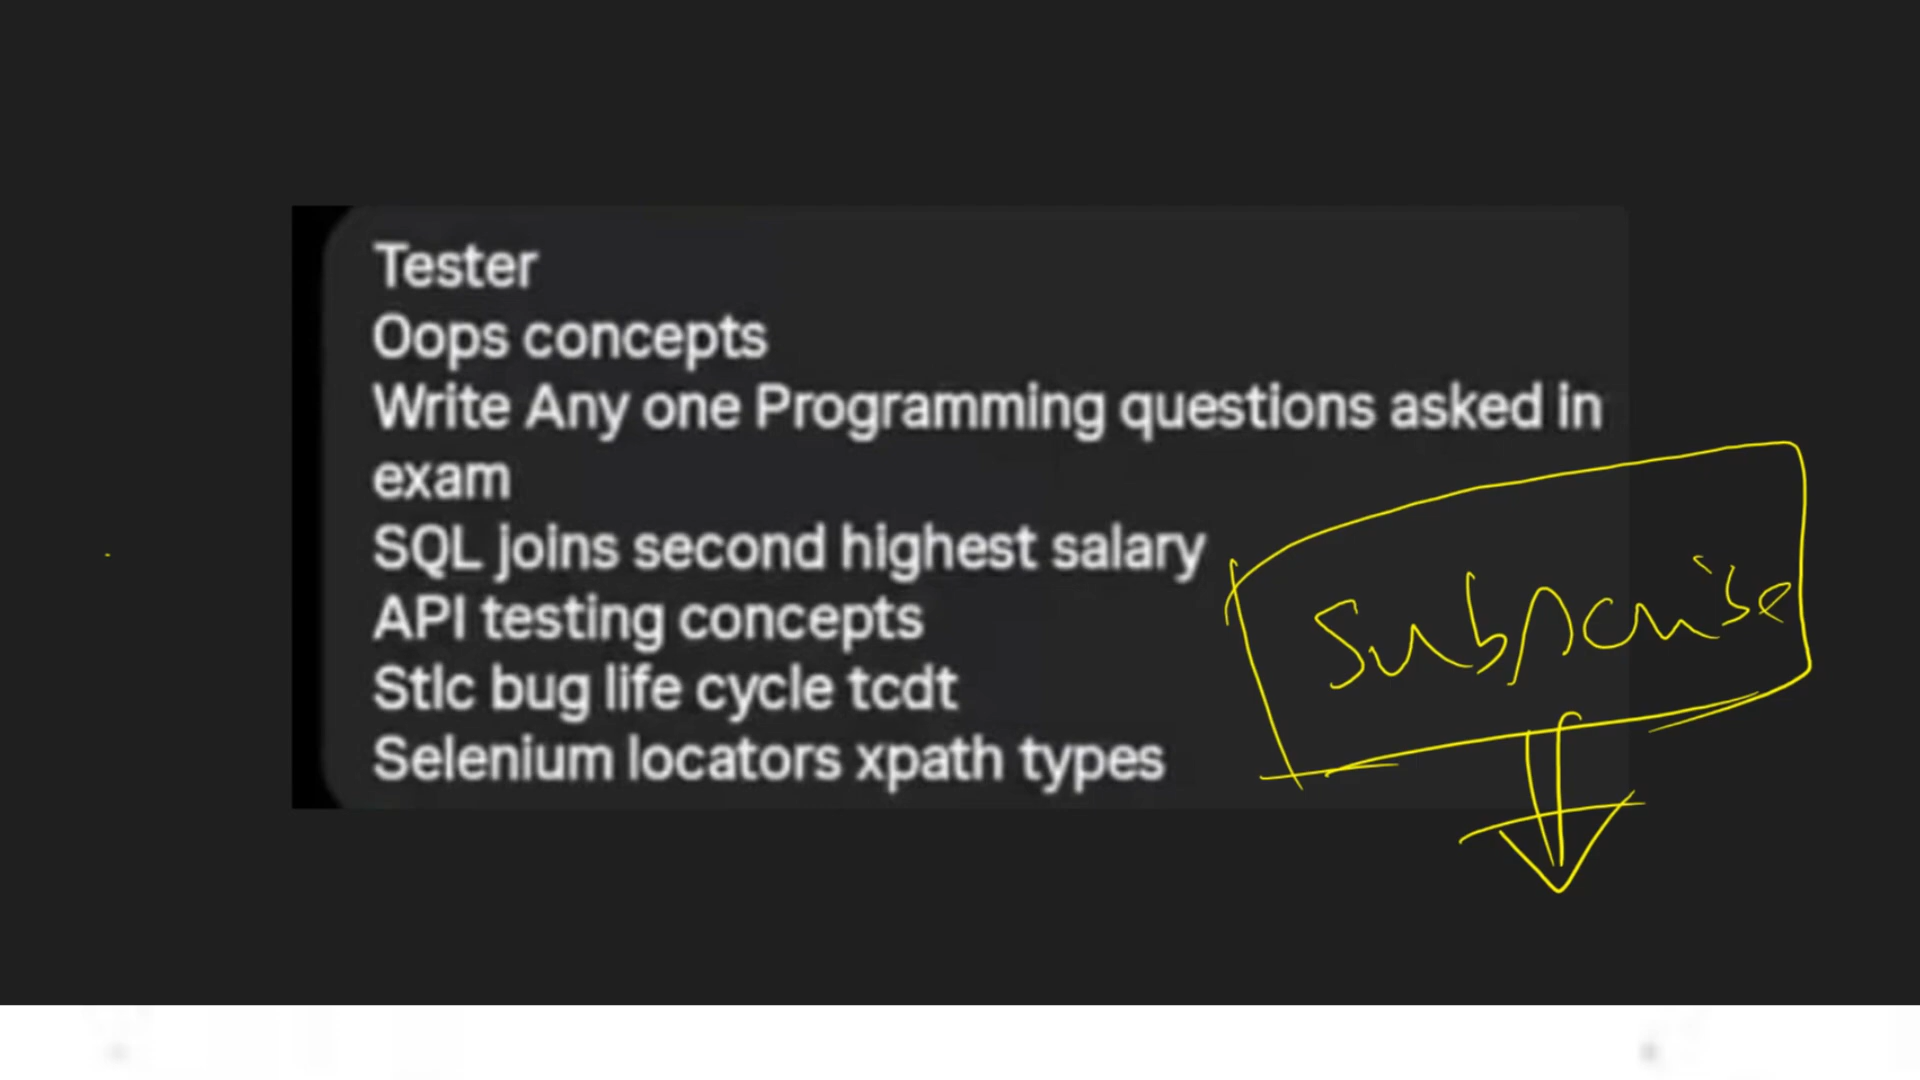 Tester
Oops concepts
Write Any one Programming questions asked in
exam
SQL joins second highest salary
API testing concepts
Stlc bug life cycle tcdt
Selenium locators xpath types
Subscribe